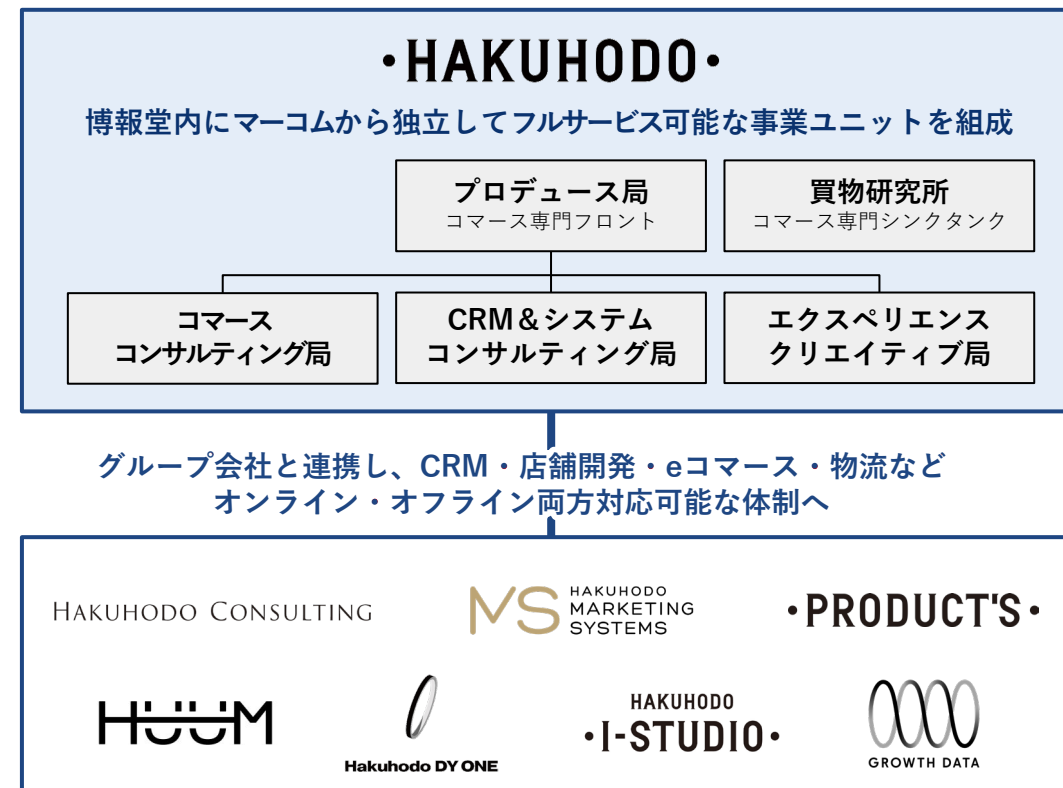 ·HAKUHODO·
博報堂内にマーコムから独立してフルサービス可能な事業ユニットを組成
プロデュース局
コマース専門フロント
買物研究所
コマース専門シンクタンク
コマース
コンサルティング局
CRM&システム
コンサルティング局
エクスペリエンス
クリエイティブ局
グループ会社と連携し、CRM・店舗開発・eコマース・物流など
オンライン・オフライン両方対応可能な体制へ
HAKUHODO CONSULTING
MS
HAKUHODO
MARKETING
SYSTEMS
·PRODUCT'S·
HÜÜM
Hakuhodo DY ONE
HAKUHODO
·I-STUDIO·
GROWTH DATA